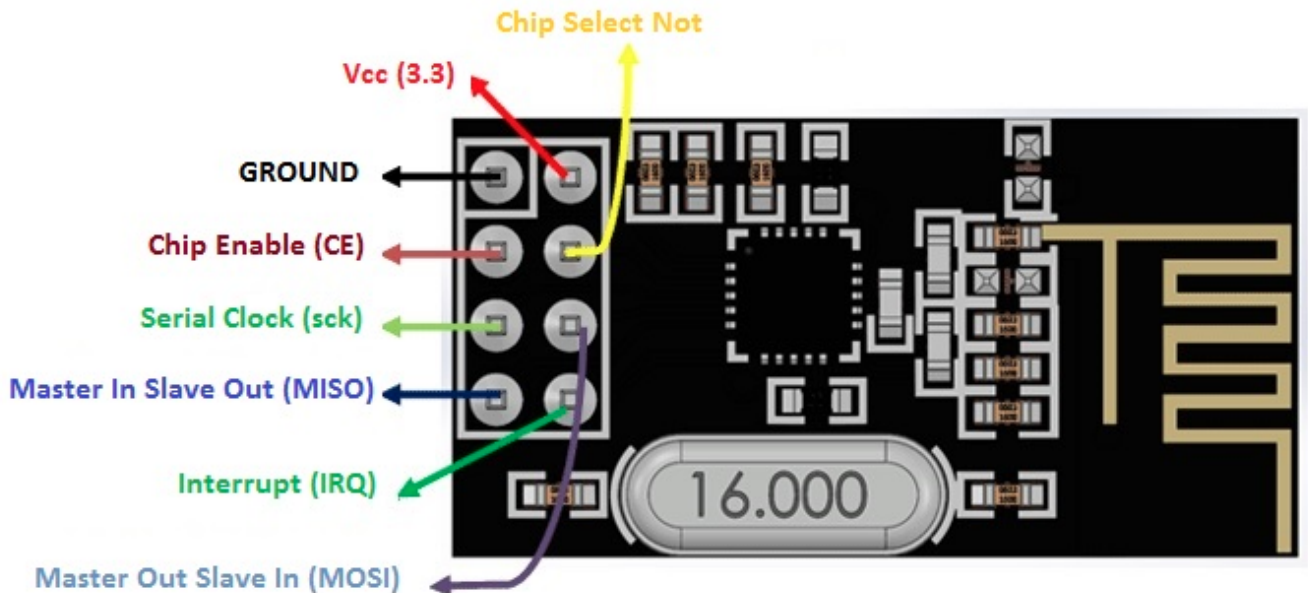 Chip Select Not
Vcc (3.3)
GROUND
Chip Enable (CE)
Serial Clock (sck)
Master In Slave Out (MISO)
Interrupt (IRQ)
16.000
Master Out Slave In (MOSI)